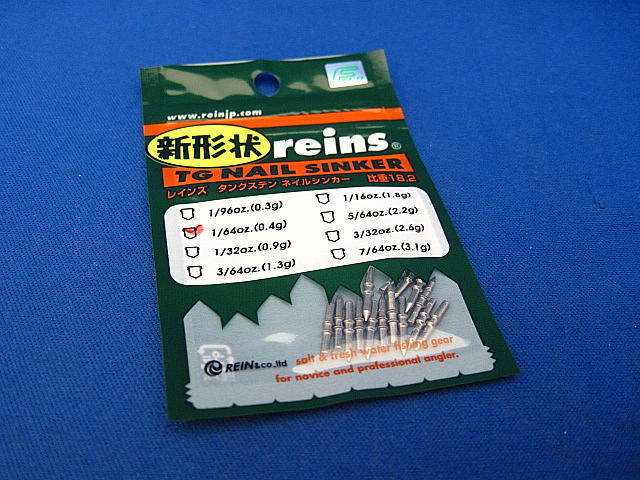 www.reinjp.com
新形状 reins®
TG NAIL SINKER
レインズ タングステン ネイルシンカー 比重18.2
1/96oz.(0.3g)
1/64oz.(0.4g)
1/32oz.(0.9g)
3/64oz.(1.3g)
1/16oz.(1.8g)
5/64oz.(2.2g)
3/32oz.(2.6g)
7/64oz.(3.1g)
REIN&co.,ltd
salt & fresh water fishing gear
for novice and professional angler.